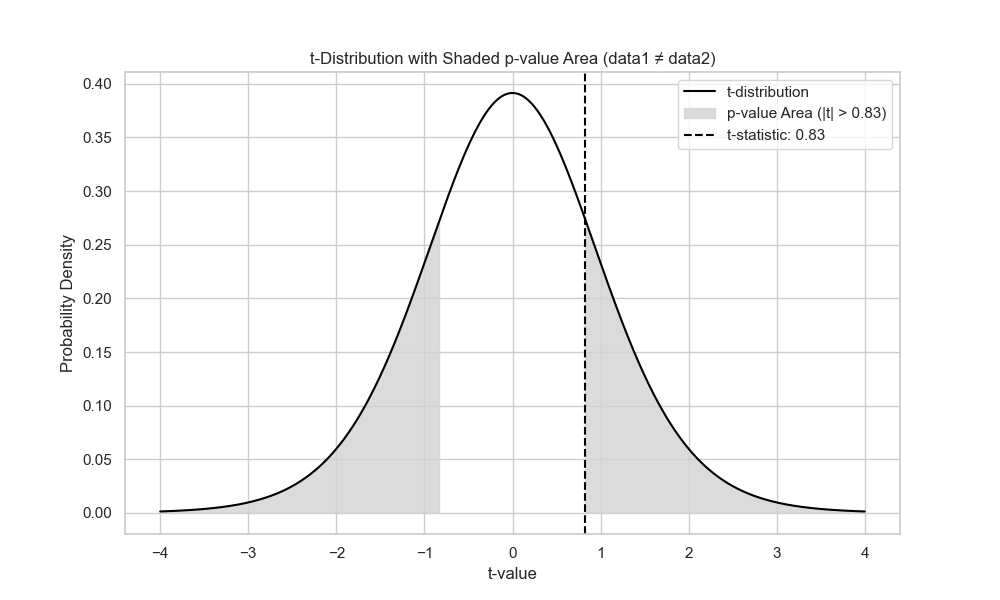 t-Distribution with Shaded p-value Area (data1 ≠ data2)
t-distribution
p-value Area (|t| > 0.83)
t-statistic: 0.83
Probability Density
0.40
0.35
0.30
0.25
0.20
0.15
0.10
0.05
0.00
−4 −3 −2 −1 0 1 2 3 4
t-value